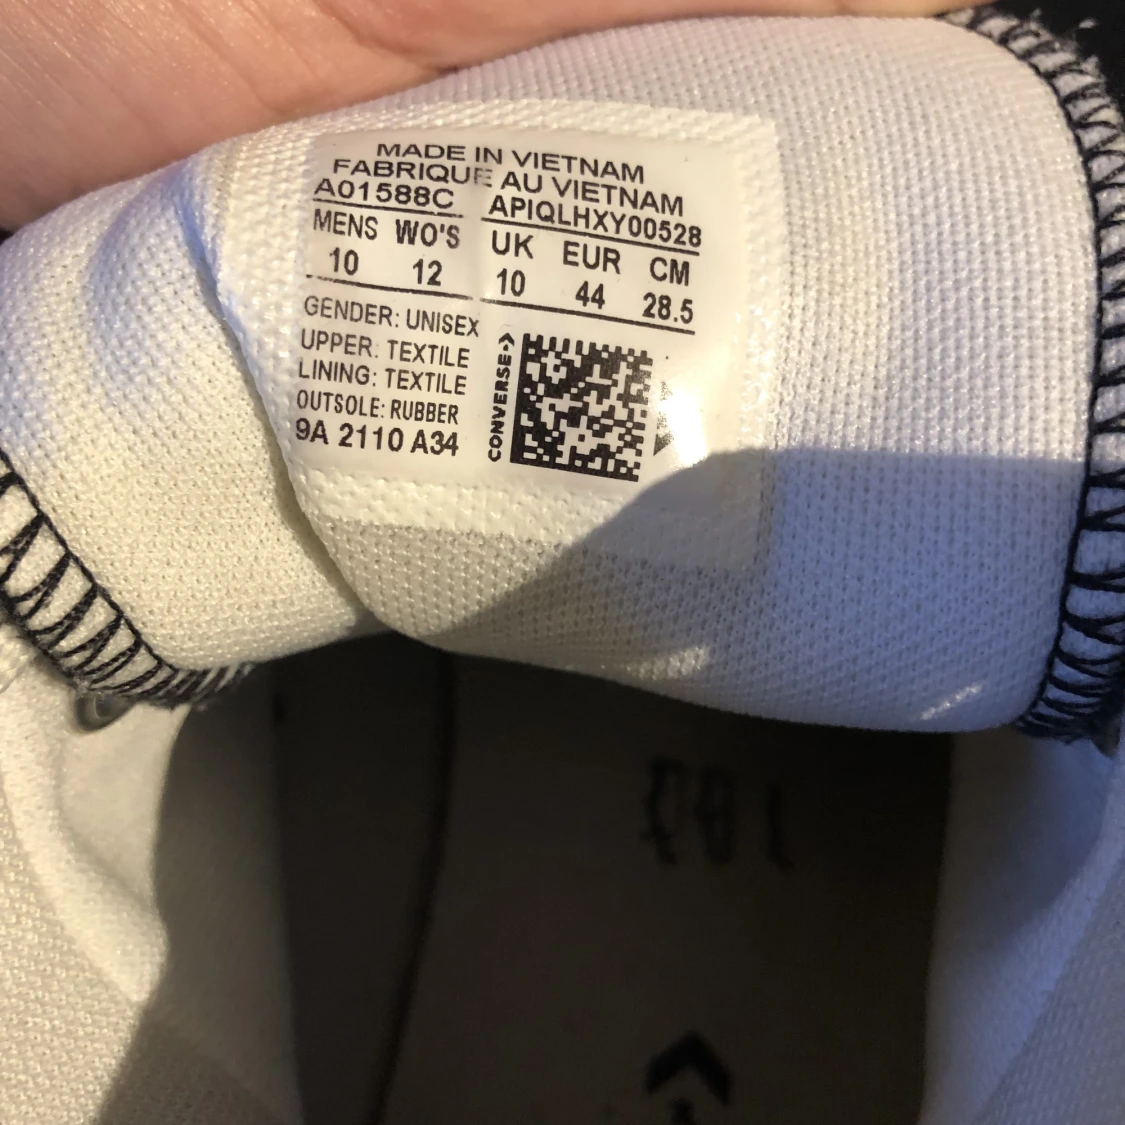 MADE IN VIETNAM
FABRIQUE AU VIETNAM
A01588C APIQLHXY00528
MENS WO'S UK EUR CM
10 12 10 44 28.5
GENDER: UNISEX
UPPER: TEXTILE
LINING: TEXTILE
OUTSOLE: RUBBER
9A 2110 A34
CONVERSE